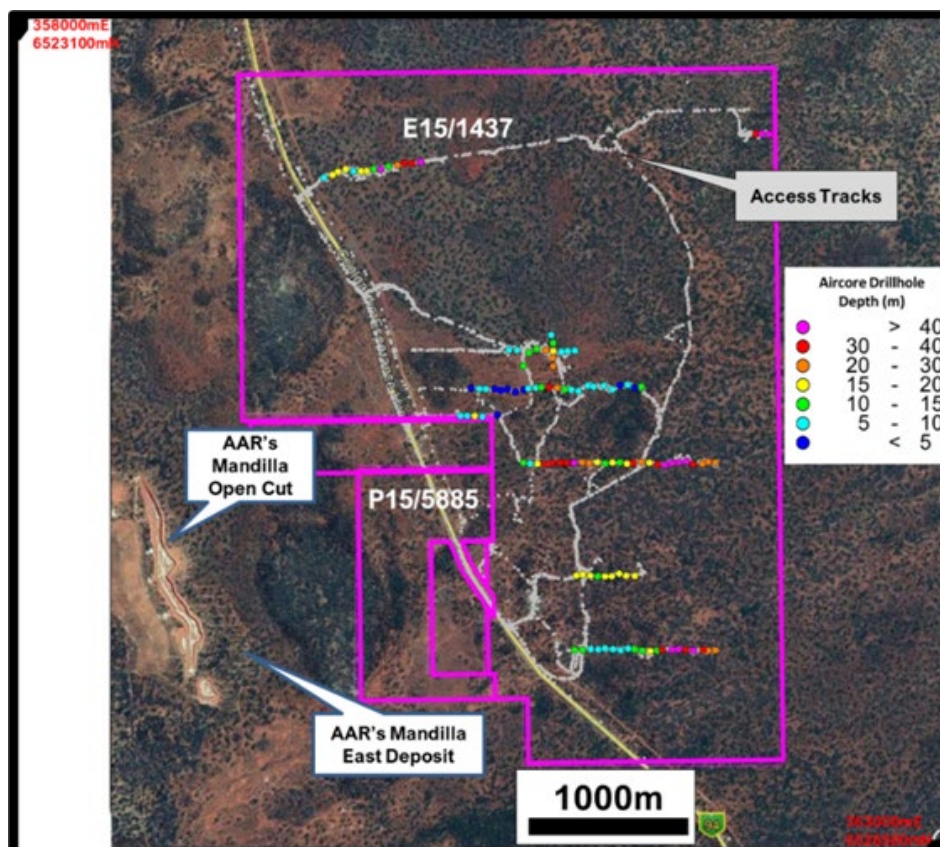 358000mE
6523100mN
E15/1437
Access Tracks
Aircore Drillhole
Depth (m)
> 40
30 - 40
20 - 30
15 - 20
10 - 15
5 - 10
< 5
AAR's
Mandilla
Open Cut
P15/5885
AAR's Mandilla
East Deposit
1000m